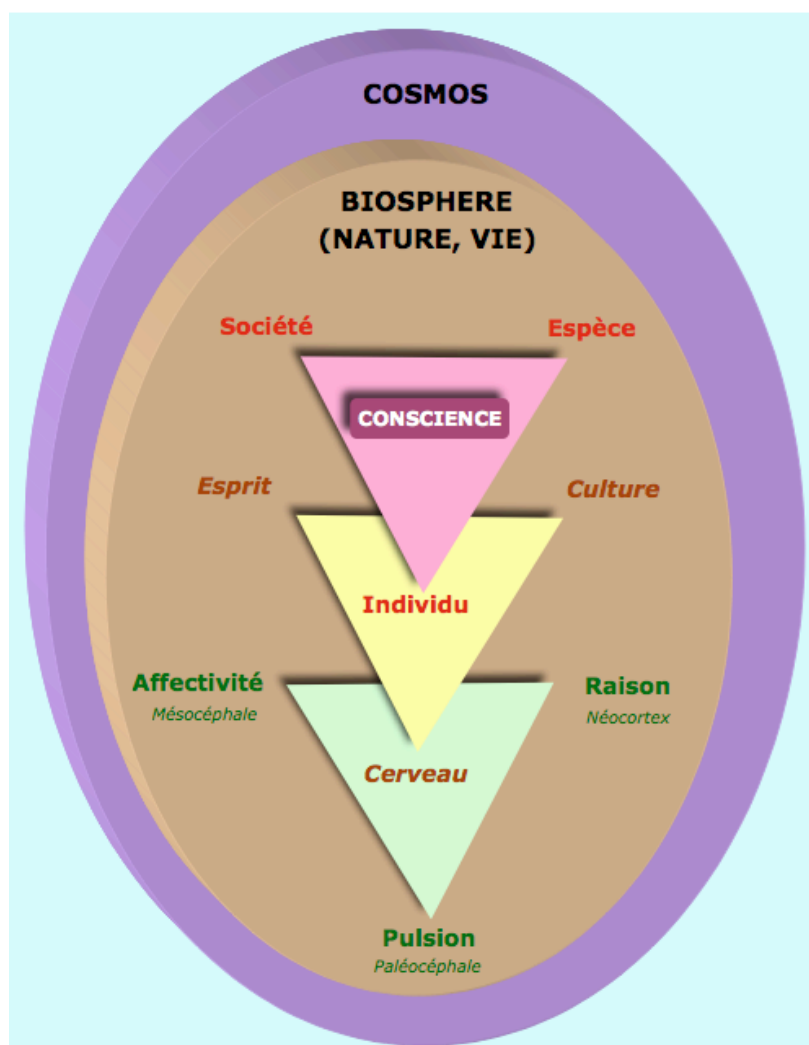 COSMOS
BIOSPHERE
(NATURE, VIE)
Société
Espèce
CONSCIENCE
Esprit
Culture
Individu
Affectivité
Mésocéphale
Raison
Néocortex
Cerveau
Pulsion
Paléocéphale